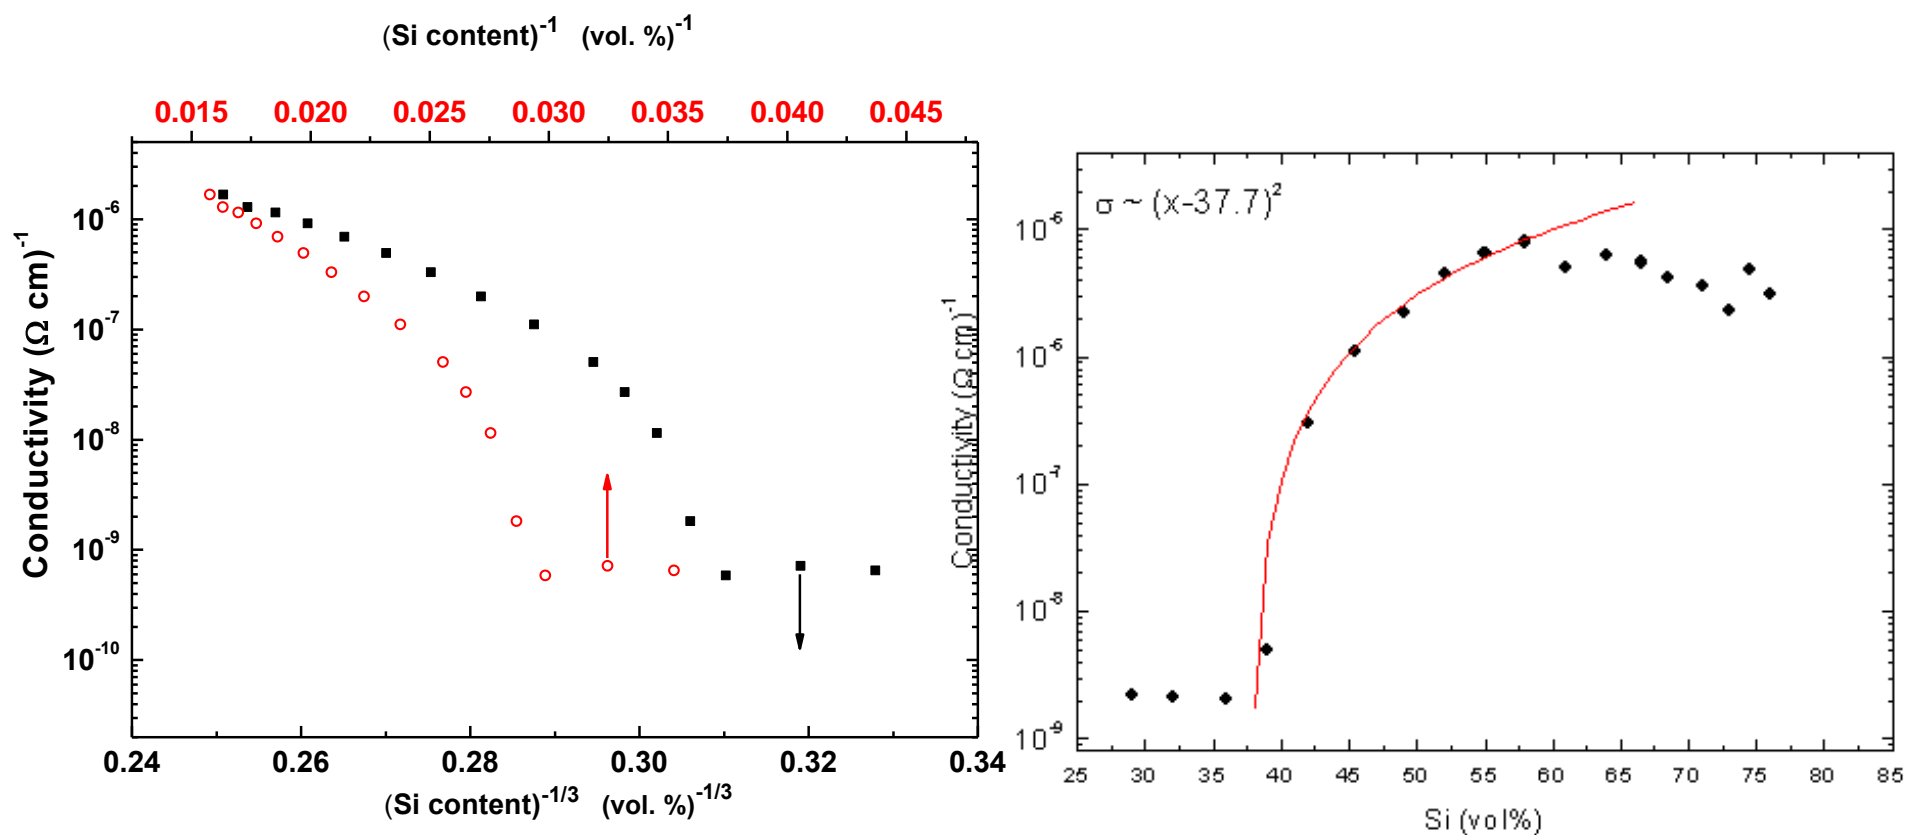 (Si content)⁻¹ (vol. %)⁻¹
0.015 0.020 0.025 0.030 0.035 0.040 0.045
Conductivity (Ω cm)⁻¹
10⁻⁶
10⁻⁷
10⁻⁸
10⁻⁹
10⁻¹⁰
0.24 0.26 0.28 0.30 0.32 0.34
(Si content)⁻¹/³ (vol. %)⁻¹/³
σ ~ (x-37.7)²
Conductivity (Ω cm)⁻¹
10⁻⁶
10⁻⁶
10⁻⁷
10⁻⁸
10⁻⁹
25 30 35 40 45 50 55 60 65 70 75 80 85
Si (vol%)